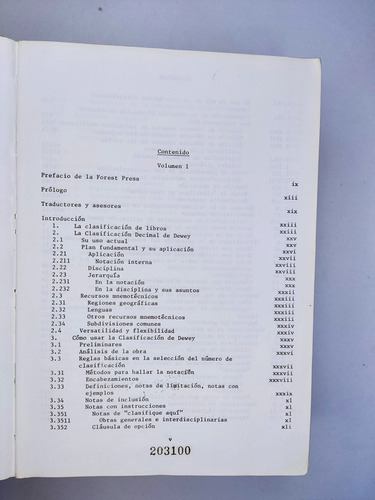 Contenido
Volumen 1
Prefacio de la Forest Press ix
Prólogo xiii
Traductores y asesores xix
Introducción
1. La clasificación de libros xxiii
2. La Clasificación Decimal de Dewey xxiii
2.1 Su uso actual xxv
2.2 Plan fundamental y su aplicación xxv
2.21 Aplicación xxvii
2.211 Notación interna xxviii
2.22 Disciplina xxviii
2.23 Jerarquía xxx
2.231 En la notación xxx
2.232 En la disciplina y sus asuntos xxxi
2.3 Recursos mnemotécnicos xxxiii
2.31 Regiones geográficas xxxiii
2.32 Lenguas xxxiii
2.33 Otros recursos mnemotécnicos xxxiii
2.34 Subdivisiones comunes xxxiv
2.4 Versatilidad y flexibilidad xxxiv
3. Cómo usar la Clasificación de Dewey xxxv
3.1 Preliminares xxxv
3.2 Análisis de la obra xxxvi
3.3 Reglas básicas en la selección del número de
clasificación xxxvii
3.31 Métodos para hallar la notación xxxvii
3.32 Encabezamientos xxxviii
3.33 Definiciones, notas de limitación, notas con
ejemplos xxxix
3.34 Notas de inclusión xl
3.35 Notas con instrucciones xl
3.351 Notas de "clasifique aquí" xl
3.3511 Obras generales e interdisciplinarias xl
3.352 Cláusula de opción xli
v
203100